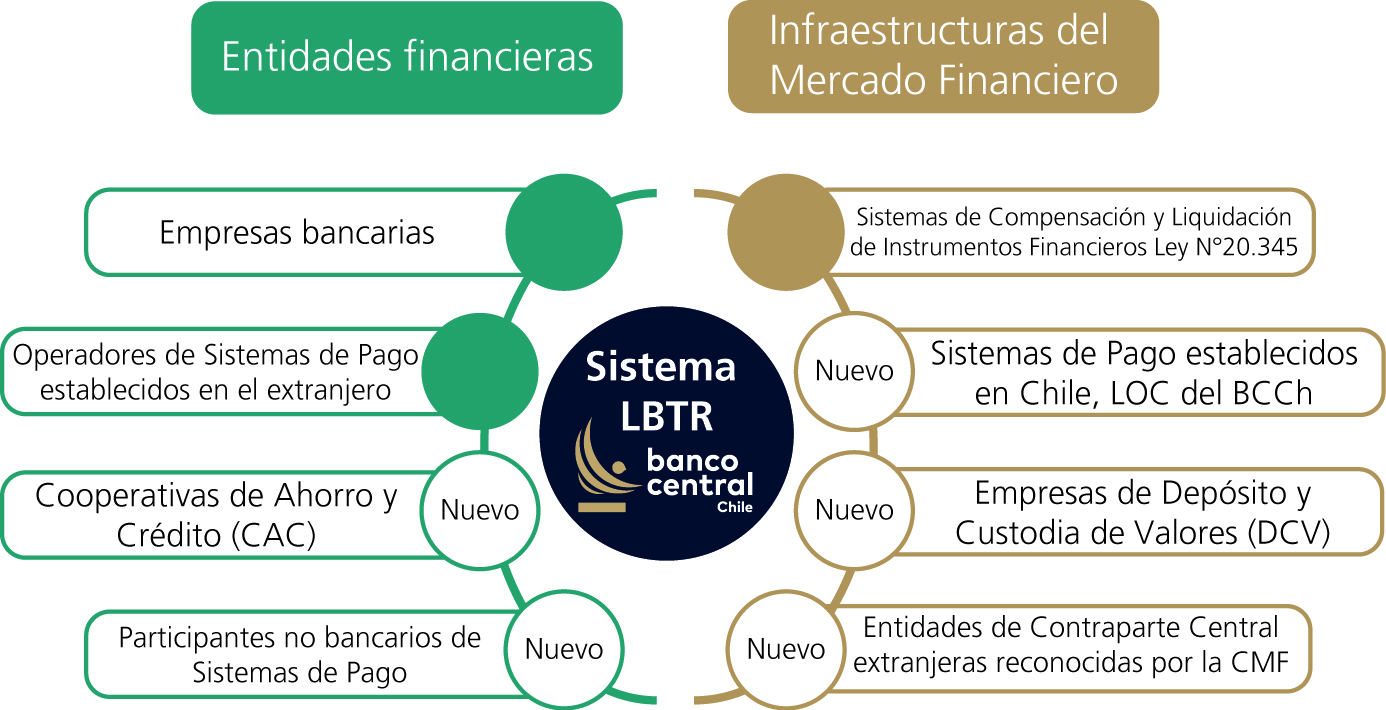 Entidades financieras
Infraestructuras del
Mercado Financiero
Empresas bancarias
Operadores de Sistemas de Pago
establecidos en el extranjero
Nuevo
Cooperativas de Ahorro y
Crédito (CAC)
Nuevo
Participantes no bancarios de
Sistemas de Pago
Sistema
LBTR
banco
central
Chile
Sistemas de Compensación y Liquidación
de Instrumentos Financieros Ley N°20.345
Nuevo
Sistemas de Pago establecidos
en Chile, LOC del BCCh
Nuevo
Empresas de Depósito y
Custodia de Valores (DCV)
Nuevo
Entidades de Contraparte Central
extranjeras reconocidas por la CMF